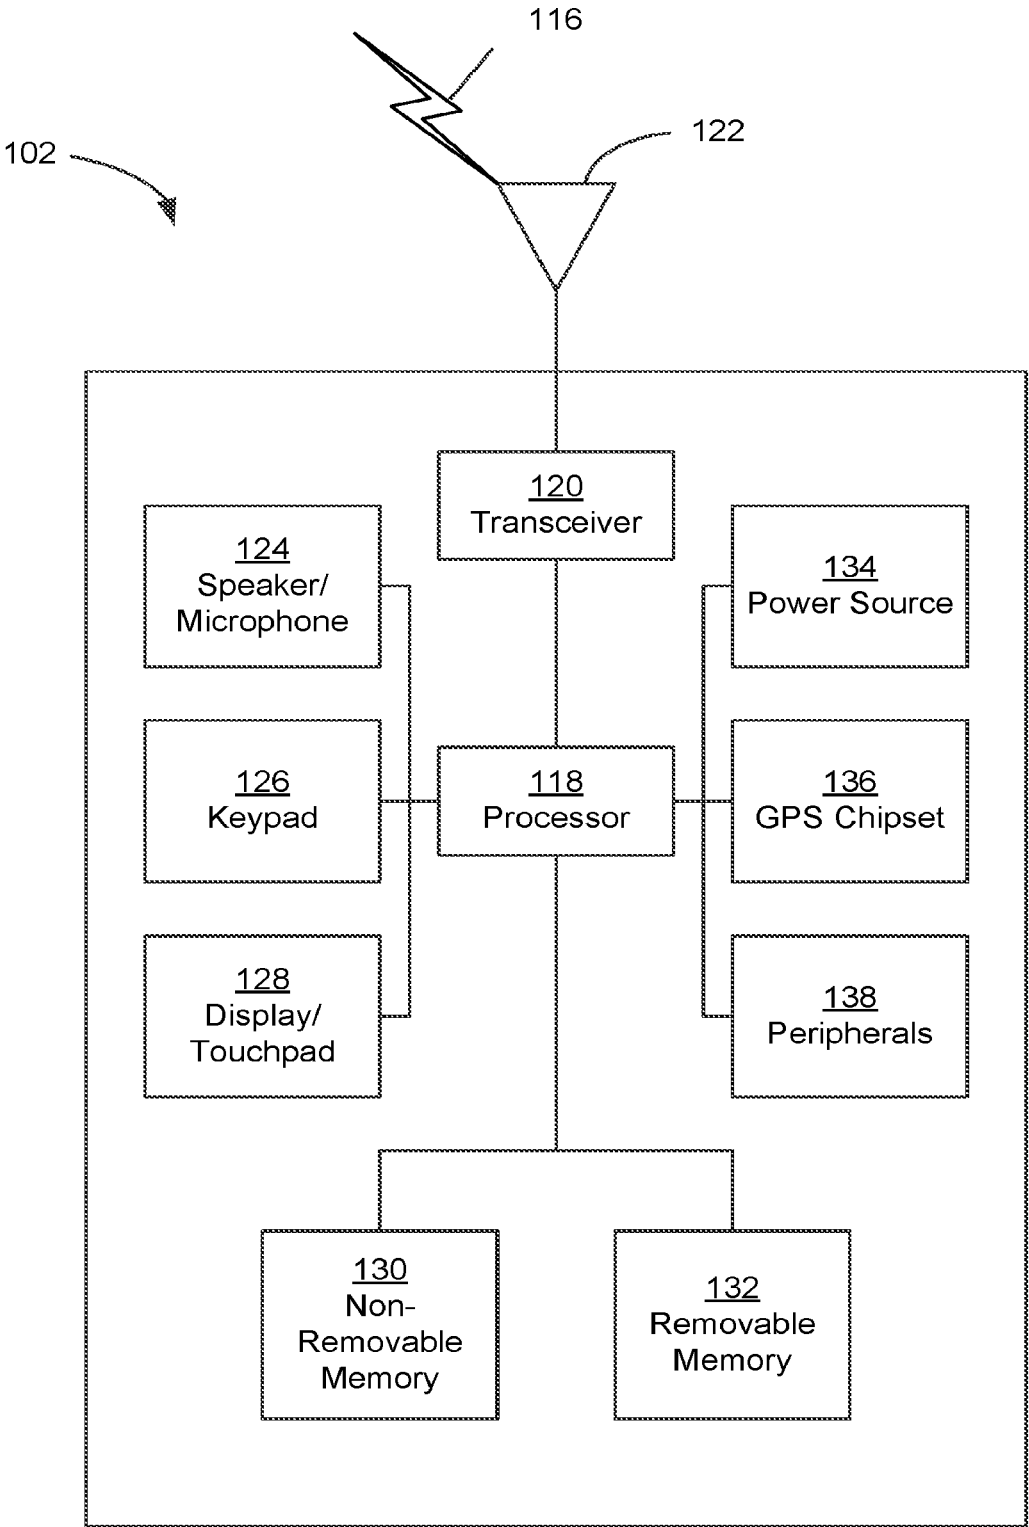 116
122
102
120
Transceiver
124
Speaker/
Microphone
134
Power Source
126
Keypad
118
Processor
136
GPS Chipset
128
Display/
Touchpad
138
Peripherals
130
Non-
Removable
Memory
132
Removable
Memory